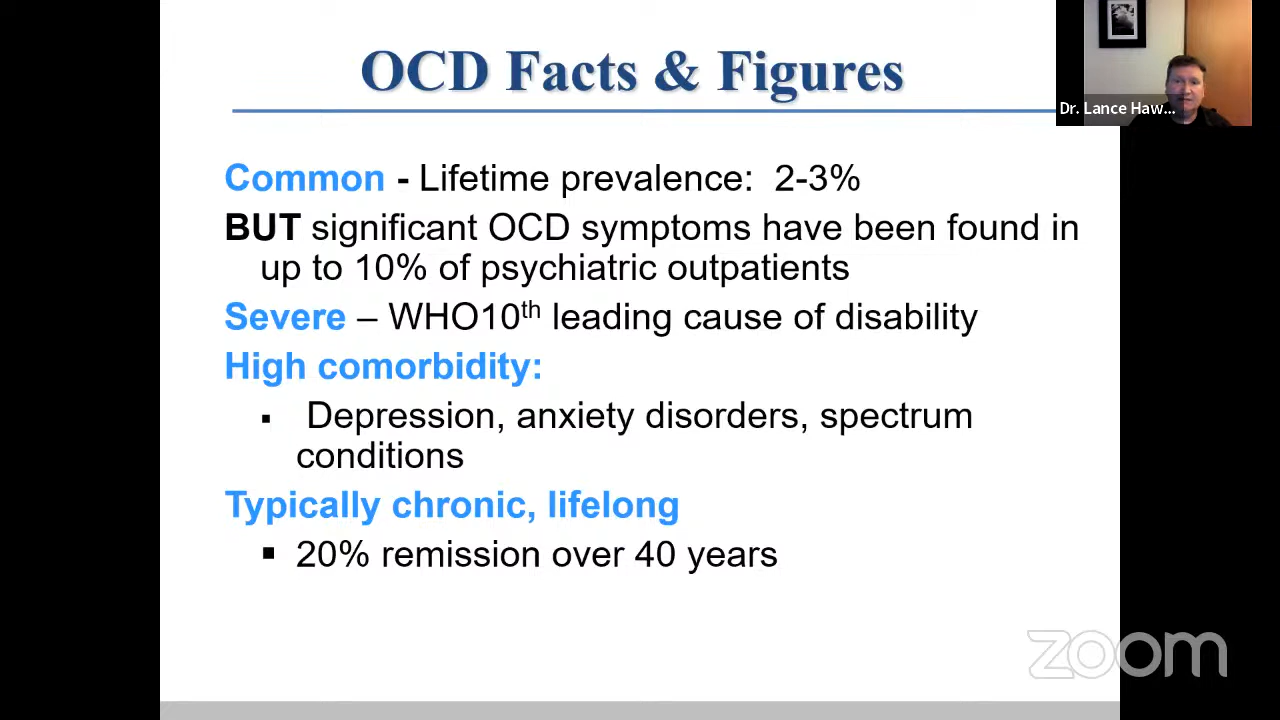 OCD Facts & Figures
Dr. Lance Haw...
Common - Lifetime prevalence: 2-3%
BUT significant OCD symptoms have been found in
up to 10% of psychiatric outpatients
Severe – WHO10th leading cause of disability
High comorbidity:
▪ Depression, anxiety disorders, spectrum
conditions
Typically chronic, lifelong
▪ 20% remission over 40 years
zoom